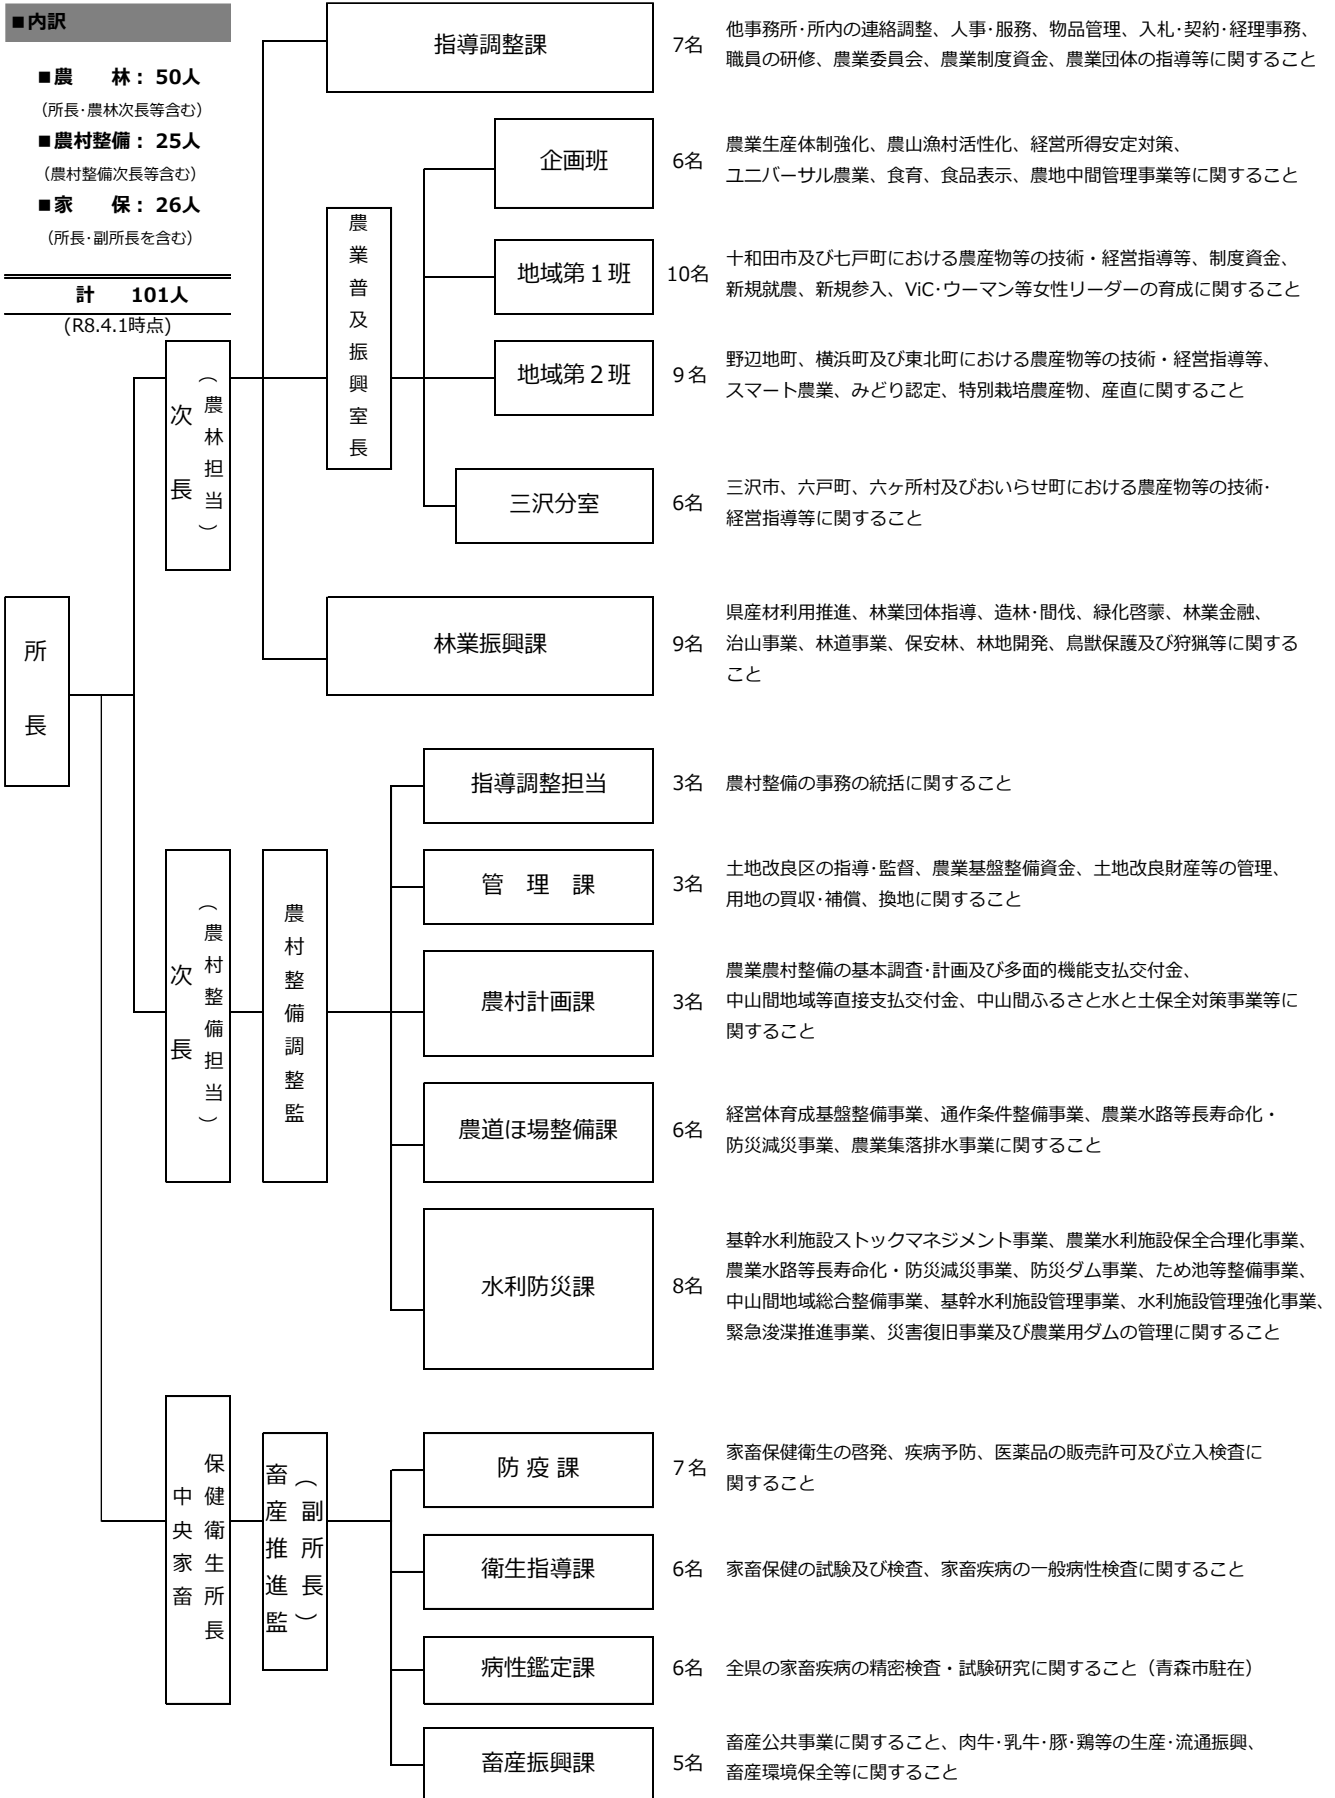 ■内訳
■農　　林： 50人
（所長・農林次長等含む）
■農村整備： 25人
（農村整備次長等含む）
■家　　保： 26人
（所長・副所長を含む）
計　101人
(R8.4.1時点)
所長
次長
（農林担当）
指導調整課
7名
他事務所・所内の連絡調整、人事・服務、物品管理、入札・契約・経理事務、
職員の研修、農業委員会、農業制度資金、農業団体の指導等に関すること
農業普及振興室長
企画班
6名
農業生産体制強化、農山漁村活性化、経営所得安定対策、
ユニバーサル農業、食育、食品表示、農地中間管理事業等に関すること
地域第１班
10名
十和田市及び七戸町における農産物等の技術・経営指導等、制度資金、
新規就農、新規参入、ViC・ウーマン等女性リーダーの育成に関すること
地域第２班
９名
野辺地町、横浜町及び東北町における農産物等の技術・経営指導等、
スマート農業、みどり認定、特別栽培農産物、産直に関すること
三沢分室
6名
三沢市、六戸町、六ヶ所村及びおいらせ町における農産物等の技術・
経営指導等に関すること
林業振興課
9名
県産材利用推進、林業団体指導、造林・間伐、緑化啓蒙、林業金融、
治山事業、林道事業、保安林、林地開発、鳥獣保護及び狩猟等に関する
こと
次長
（農村整備担当）
農村整備調整監
指導調整担当
3名
農村整備の事務の統括に関すること
管　理　課
3名
土地改良区の指導・監督、農業基盤整備資金、土地改良財産等の管理、
用地の買収・補償、換地に関すること
農村計画課
3名
農業農村整備の基本調査・計画及び多面的機能支払交付金、
中山間地域等直接支払交付金、中山間ふるさと水と土保全対策事業等に
関すること
農道ほ場整備課
6名
経営体育成基盤整備事業、通作条件整備事業、農業水路等長寿命化・
防災減災事業、農業集落排水事業に関すること
水利防災課
8名
基幹水利施設ストックマネジメント事業、農業水利施設保全合理化事業、
農業水路等長寿命化・防災減災事業、防災ダム事業、ため池等整備事業、
中山間地域総合整備事業、基幹水利施設管理事業、水利施設管理強化事業、
緊急浚渫推進事業、災害復旧事業及び農業用ダムの管理に関すること
中央家畜
保健衛生所長
畜産推進監
（副所長）
防 疫 課
７名
家畜保健衛生の啓発、疾病予防、医薬品の販売許可及び立入検査に
関すること
衛生指導課
6名
家畜保健の試験及び検査、家畜疾病の一般病性検査に関すること
病性鑑定課
6名
全県の家畜疾病の精密検査・試験研究に関すること（青森市駐在）
畜産振興課
5名
畜産公共事業に関すること、肉牛・乳牛・豚・鶏等の生産・流通振興、
畜産環境保全等に関すること